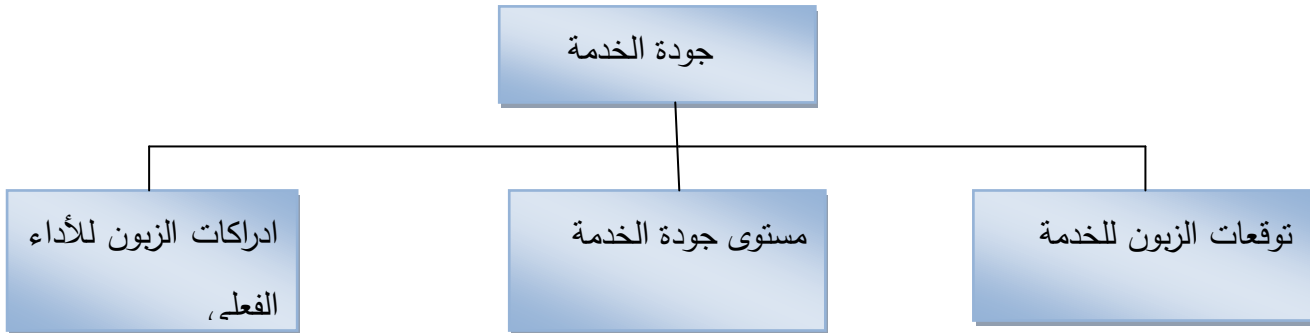 جودة الخدمة
توقعات الزبون للخدمة
مستوى جودة الخدمة
ادراكات الزبون للأداء
الفعلي